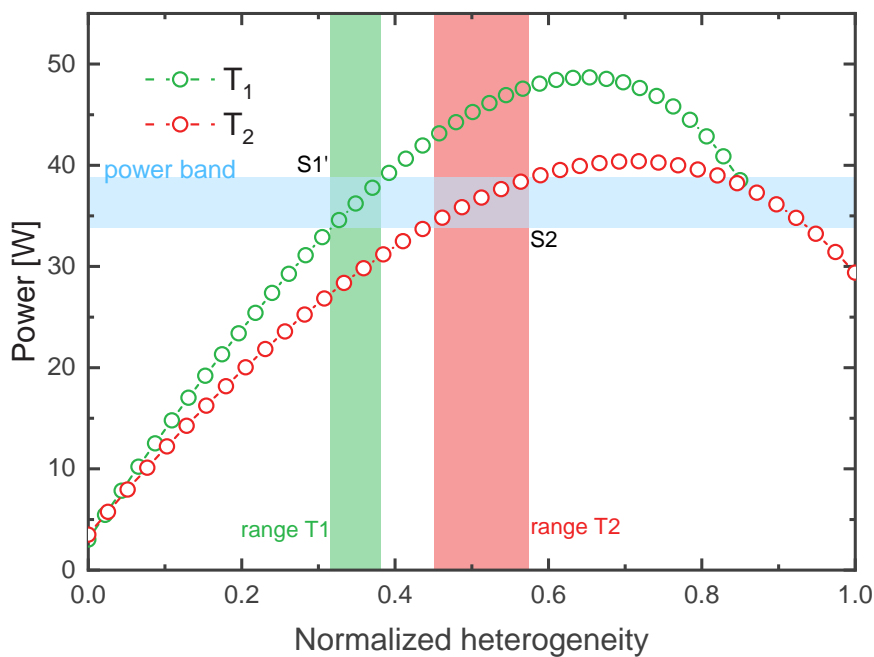 50
40
30
20
10
0
Power [W]
T1
T2
power band
S1'
S2
range T1
range T2
0.0
0.2
0.4
0.6
0.8
1.0
Normalized heterogeneity